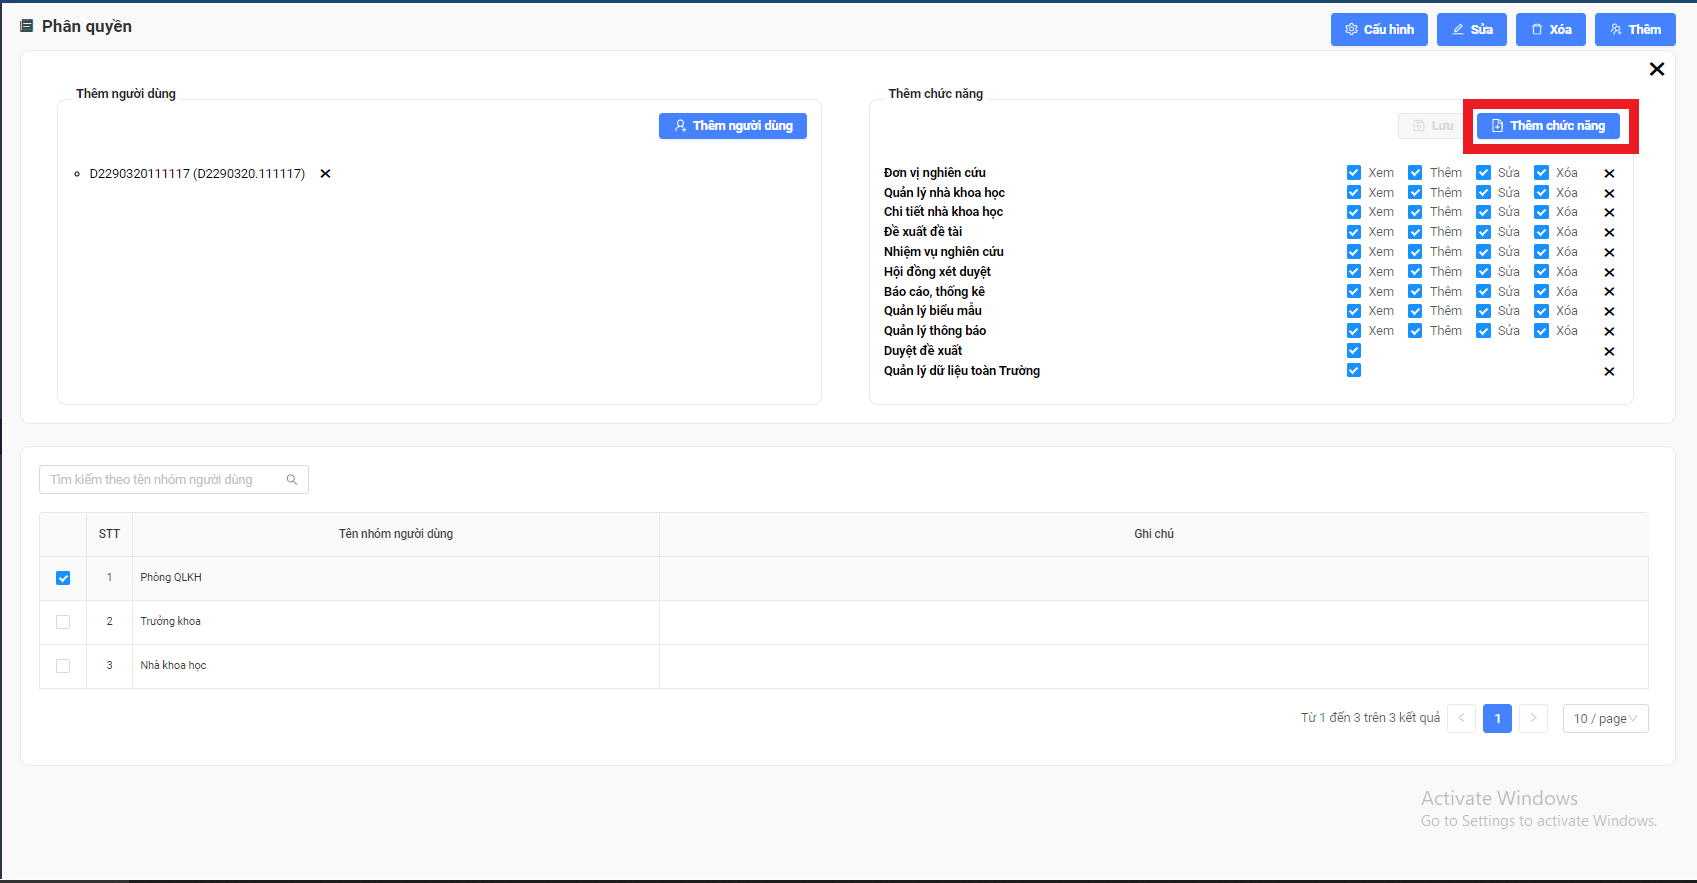 Phân quyền
Cấu hình
Sửa
Xóa
Thêm
Thêm người dùng
Thêm người dùng
D2290320111117 (D2290320.111117)
Thêm chức năng
Lưu
Thêm chức năng
Đơn vị nghiên cứu Xem Thêm Sửa Xóa
Quản lý nhà khoa học Xem Thêm Sửa Xóa
Chi tiết nhà khoa học Xem Thêm Sửa Xóa
Đề xuất đề tài Xem Thêm Sửa Xóa
Nhiệm vụ nghiên cứu Xem Thêm Sửa Xóa
Hội đồng xét duyệt Xem Thêm Sửa Xóa
Báo cáo, thống kê Xem Thêm Sửa Xóa
Quản lý biểu mẫu Xem Thêm Sửa Xóa
Quản lý thông báo Xem Thêm Sửa Xóa
Duyệt đề xuất
Quản lý dữ liệu toàn Trường
Tìm kiếm theo tên nhóm người dùng
STT Tên nhóm người dùng Ghi chú
1 Phòng QLKH
2 Trưởng khoa
3 Nhà khoa học
Từ 1 đến 3 trên 3 kết quả < 1 > 10 / page
Activate Windows
Go to Settings to activate Windows.